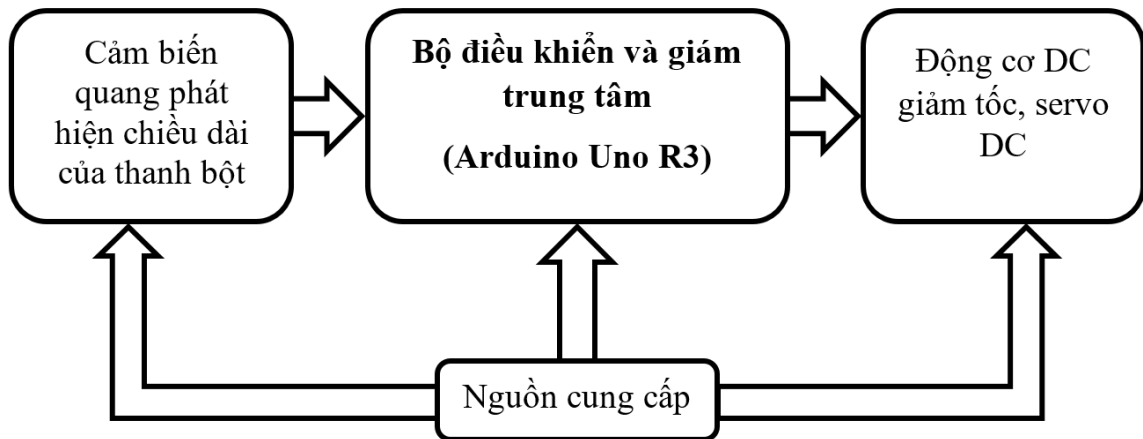 Cảm biến
quang phát
hiện chiều dài
của thanh bột
Bộ điều khiển và giám
trung tâm
(Arduino Uno R3)
Động cơ DC
giảm tốc, servo
DC
Nguồn cung cấp